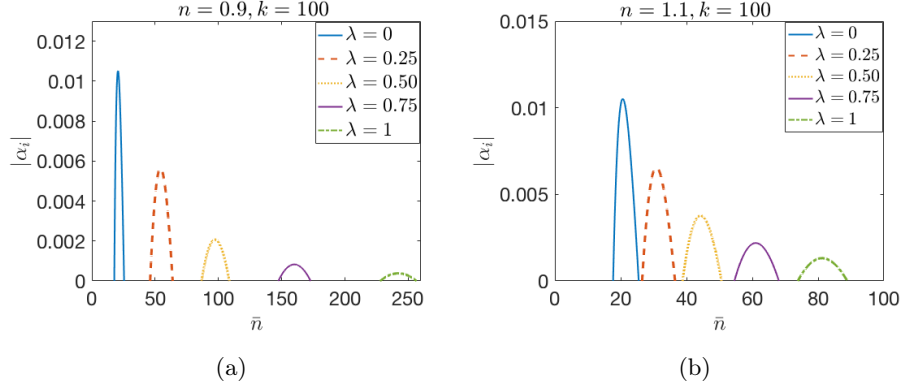 n = 0.9, k = 100
0.012
0.01
0.008
0.006
0.004
0.002
0
|α_i|
0 50 100 150 200 250
n̄
λ = 0
λ = 0.25
λ = 0.50
λ = 0.75
λ = 1
(a)
n = 1.1, k = 100
0.015
0.01
0.005
0
|α_i|
0 20 40 60 80 100
n̄
λ = 0
λ = 0.25
λ = 0.50
λ = 0.75
λ = 1
(b)